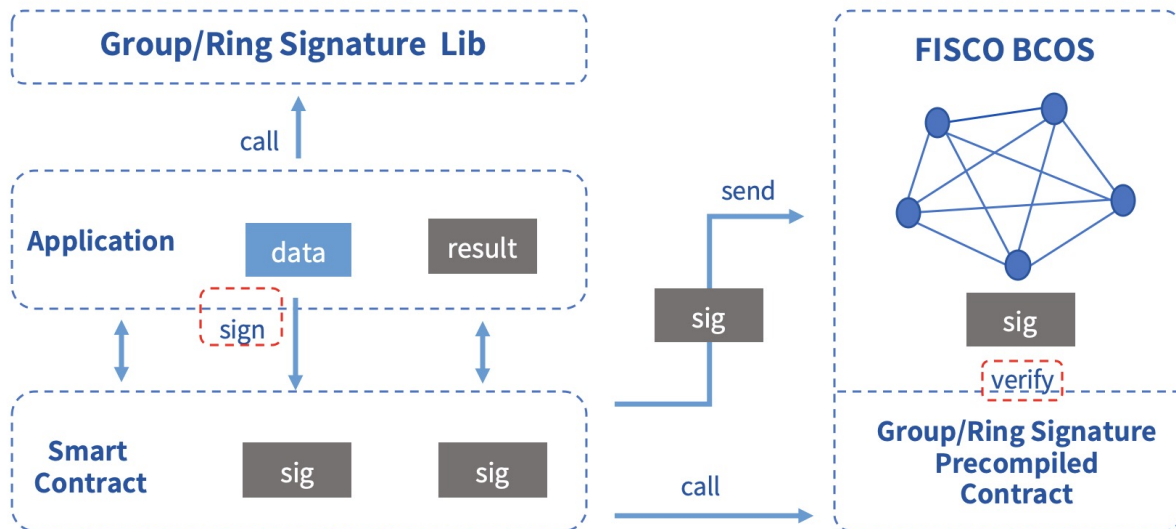 Group/Ring Signature Lib
call
Application
data
result
sign
Smart
Contract
sig
sig
send
sig
call
FISCO BCOS
sig
verify
Group/Ring Signature
Precompiled
Contract